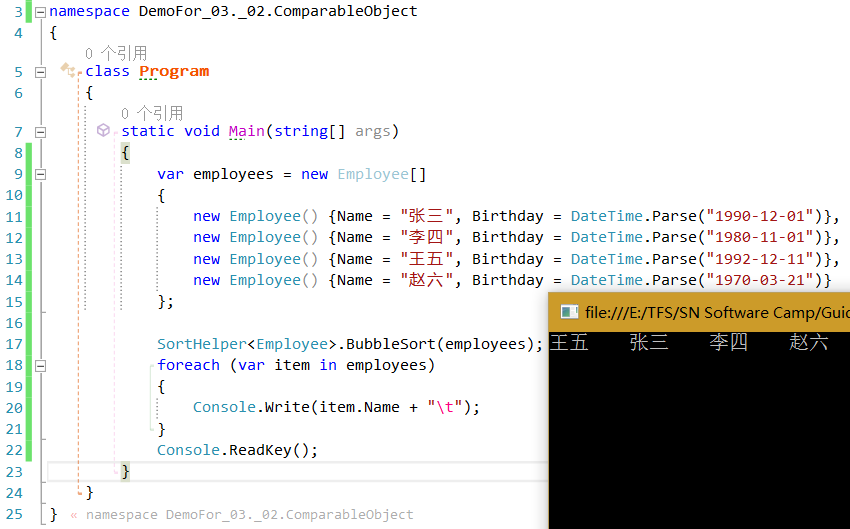 3 namespace DemoFor_03._02.ComparableObject
4 {
0 个引用
5 class Program
6 {
0 个引用
7 static void Main(string[] args)
8 {
9 var employees = new Employee[]
10 {
11 new Employee() {Name = "张三", Birthday = DateTime.Parse("1990-12-01")},
12 new Employee() {Name = "李四", Birthday = DateTime.Parse("1980-11-01")},
13 new Employee() {Name = "王五", Birthday = DateTime.Parse("1992-12-11")},
14 new Employee() {Name = "赵六", Birthday = DateTime.Parse("1970-03-21")}
15 };
16
17 SortHelper<Employee>.BubbleSort(employees);
18 foreach (var item in employees)
19 {
20 Console.Write(item.Name + "\t");
21 }
22 Console.ReadKey();
23 }
24 }
25 } « namespace DemoFor_03._02.ComparableObject
file:///E:/TFS/SN Software Camp/Guid
王五 张三 李四 赵六